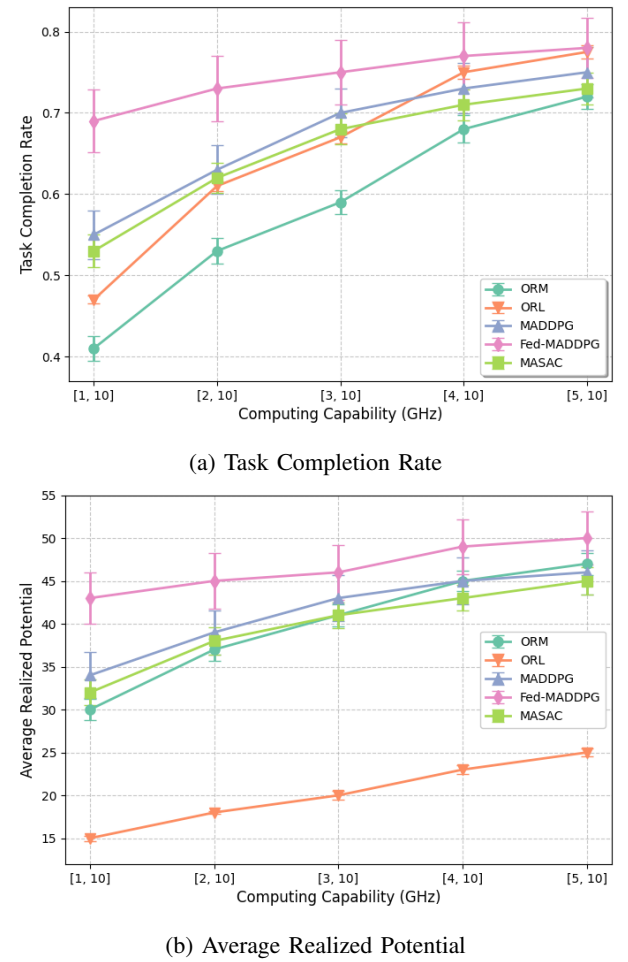 0.8
0.7
0.6
0.5
0.4
Task Completion Rate
ORM
ORL
MADDPG
Fed-MADDPG
MASAC
[1, 10] [2, 10] [3, 10] [4, 10] [5, 10]
Computing Capability (GHz)
(a) Task Completion Rate
55
50
45
40
35
30
25
20
15
Average Realized Potential
ORM
ORL
MADDPG
Fed-MADDPG
MASAC
[1, 10] [2, 10] [3, 10] [4, 10] [5, 10]
Computing Capability (GHz)
(b) Average Realized Potential